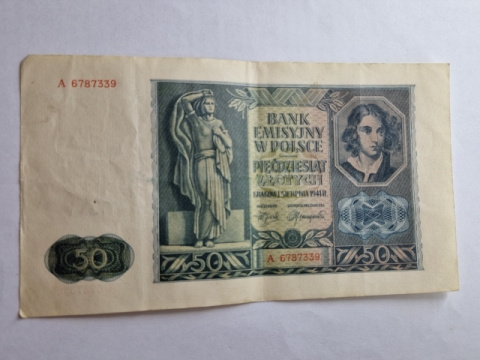 A 6787339
BANK
EMISYJNY
W POLSCE
PIĘĆDZIESIĄT
ZŁOTYCH
KRAKÓW 1 SIERPNIA 1941 R.
50
50
A 6787339
50